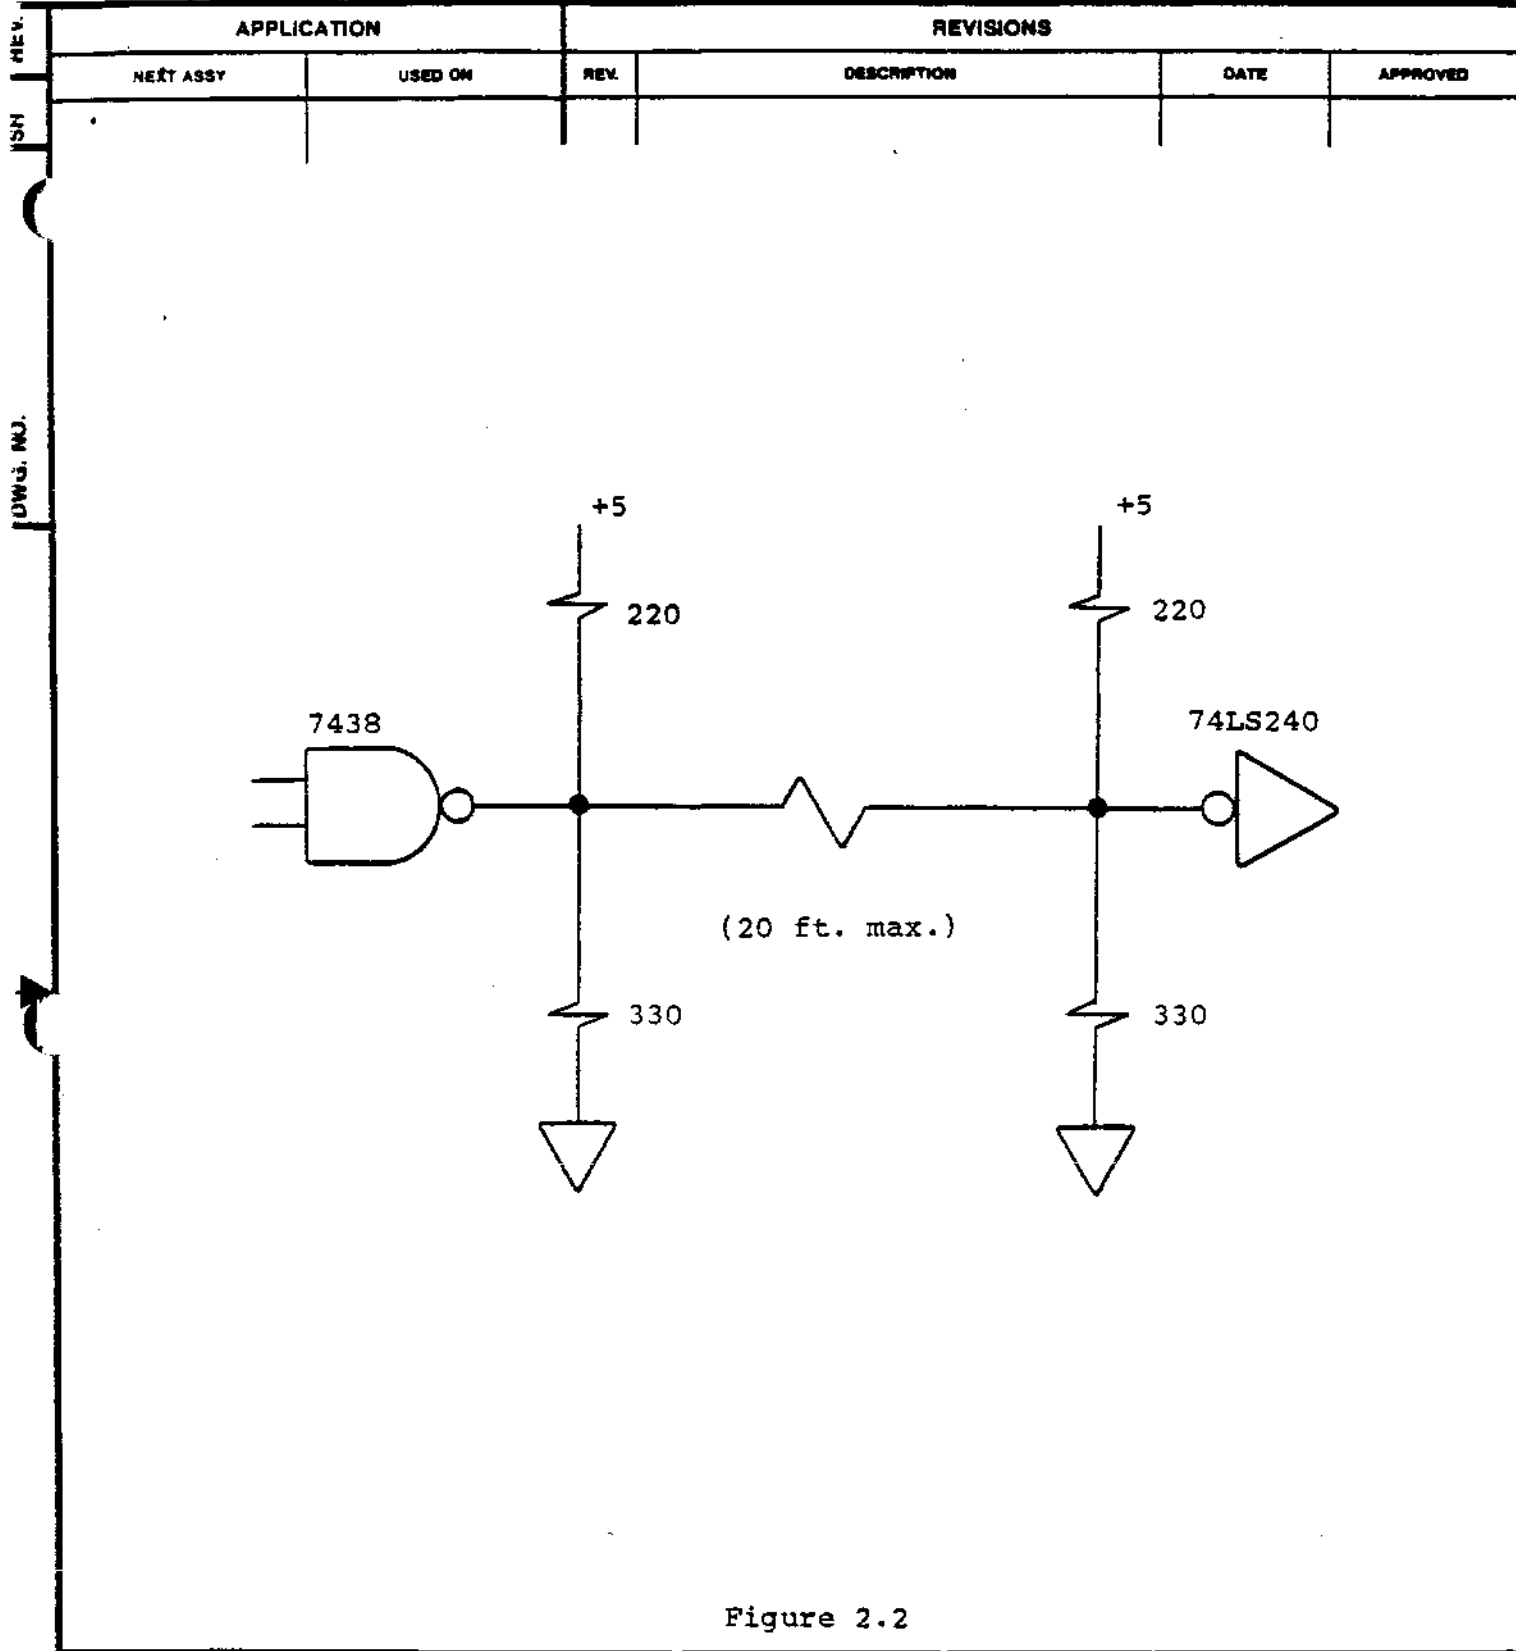 REV.
SH
DWG. NO.
APPLICATION
REVISIONS
NEXT ASSY
USED ON
REV.
DESCRIPTION
DATE
APPROVED
+5
+5
220
220
7438
74LS240
(20 ft. max.)
330
330
Figure 2.2